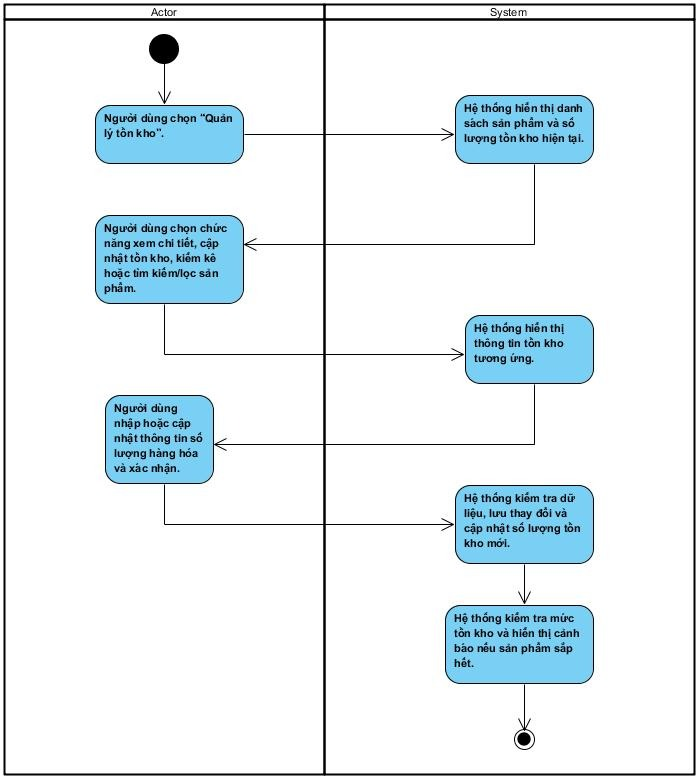 Actor
System
Người dùng chọn "Quản
lý tồn kho".
Hệ thống hiển thị danh
sách sản phẩm và số
lượng tồn kho hiện tại.
Người dùng chọn chức
năng xem chi tiết, cập
nhật tồn kho, kiểm kê
hoặc tìm kiếm/lọc sản
phẩm.
Hệ thống hiển thị
thông tin tồn kho
tương ứng.
Người dùng
nhập hoặc cập
nhật thông tin số
lượng hàng hóa
và xác nhận.
Hệ thống kiểm tra dữ
liệu, lưu thay đổi và
cập nhật số lượng tồn
kho mới.
Hệ thống kiểm tra mức
tồn kho và hiển thị cảnh
báo nếu sản phẩm sắp
hết.